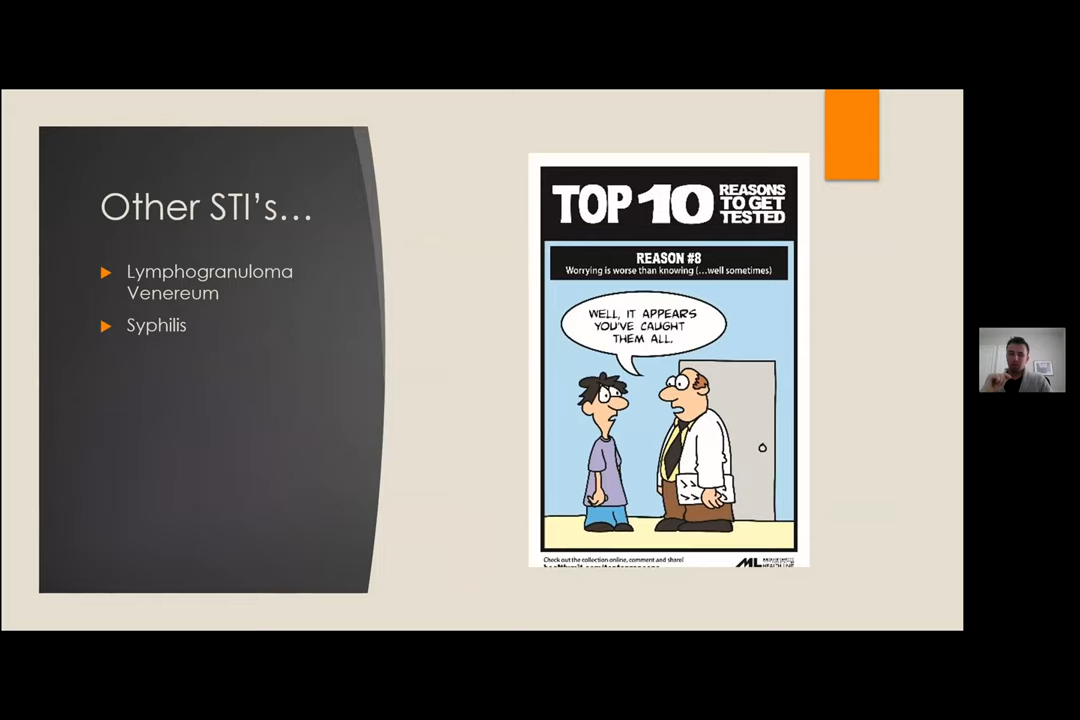 Other STI's...
Lymphogranuloma
Venereum
Syphilis
TOP 10 REASONS
TO GET
TESTED
REASON #8
Worrying is worse than knowing (...well sometimes)
WELL, IT APPEARS
YOU'VE CAUGHT
THEM ALL.
Check out the collection online, comment and share!
ML